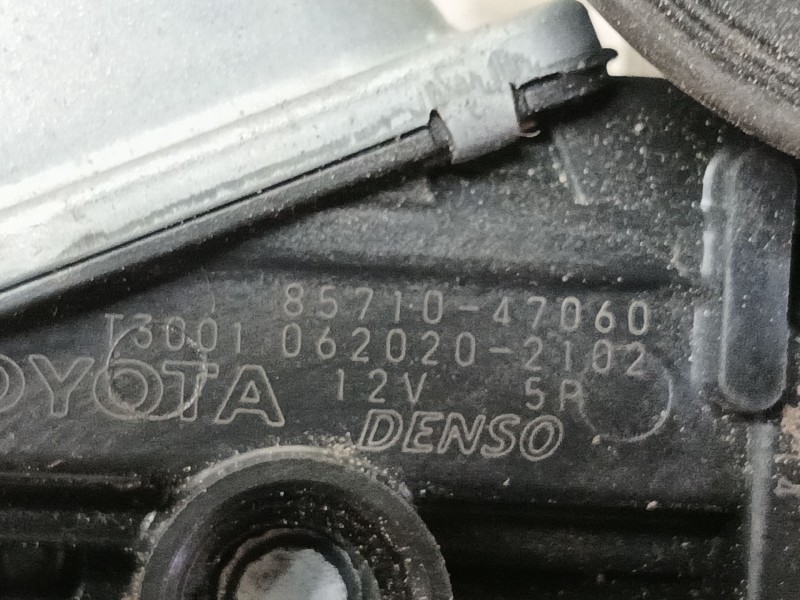 85710-47060
T3001 062020-2102
TOYOTA 12V 5P
DENSO